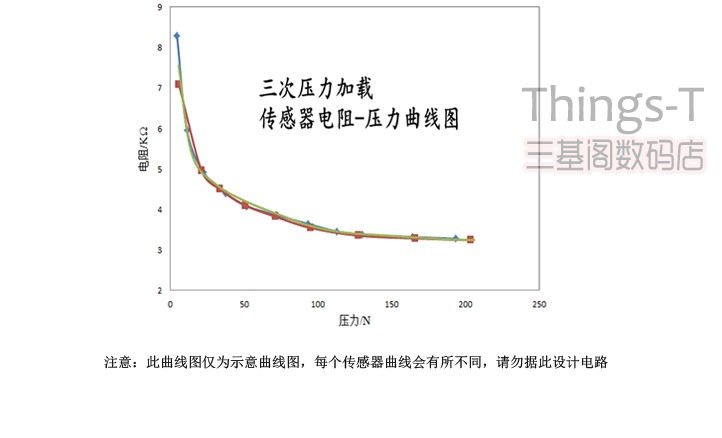 9
8
7
6
5
4
3
2
电阻/KΩ
三次压力加载
传感器电阻-压力曲线图
Things-T
三基阁数码店
0 50 100 150 200 250
压力/N
注意：此曲线图仅为示意曲线图，每个传感器曲线会有所不同，请勿据此设计电路